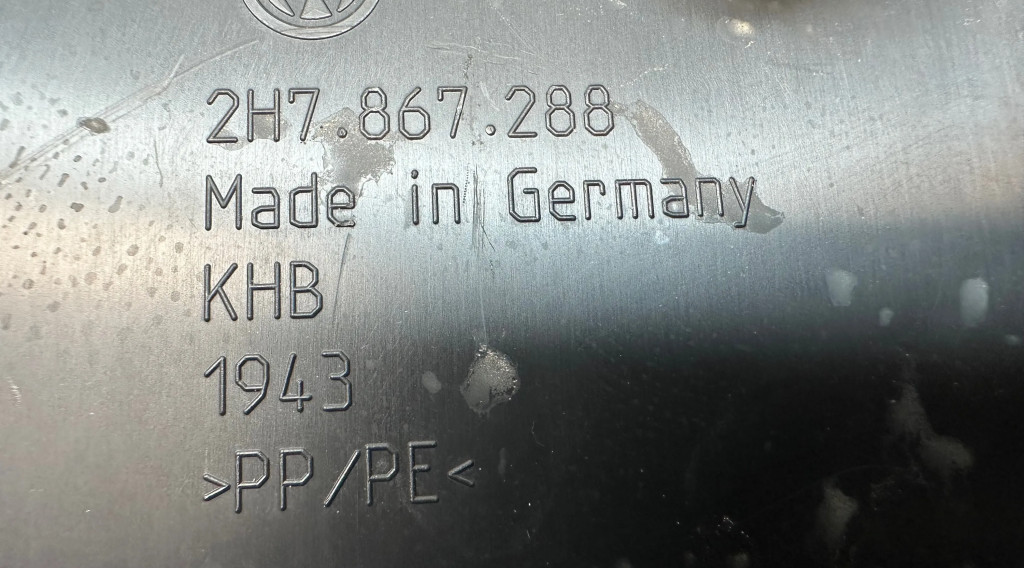 2H7.867.288
Made in Germany
KHB
1943
>PP/PE<